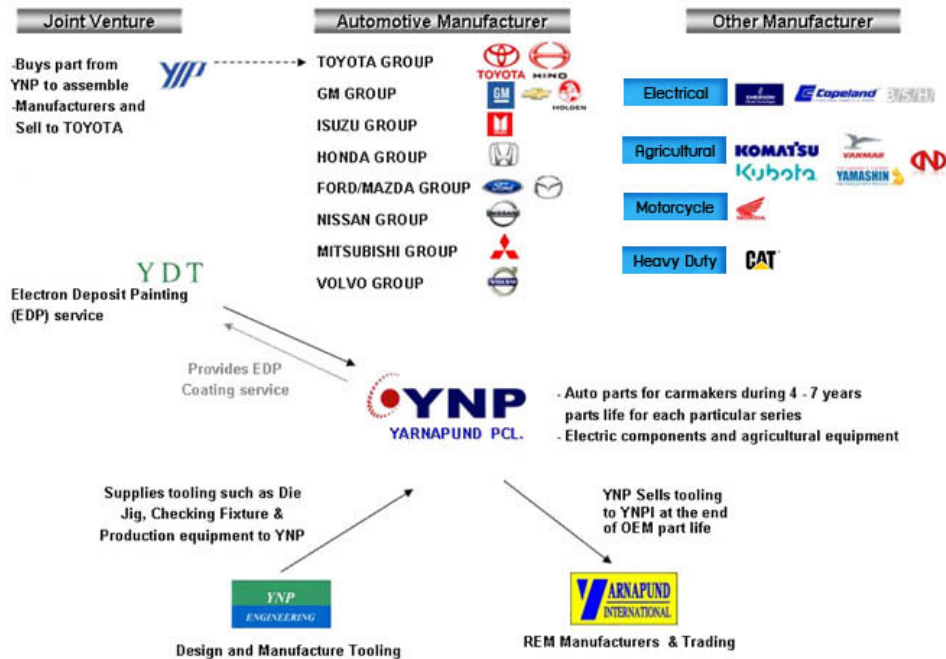 Joint Venture
Automotive Manufacturer
Other Manufacturer
-Buys part from
YNP to assemble
-Manufacturers and
Sell to TOYOTA
YIP
TOYOTA GROUP
TOYOTA
HINO
GM GROUP
GM
HOLDEN
ISUZU GROUP
HONDA GROUP
FORD/MAZDA GROUP
Ford
NISSAN GROUP
NISSAN
MITSUBISHI GROUP
VOLVO GROUP
VOLVO
Electrical
EMERSON
Copeland
B/S/H/
Agricultural
KOMATSU
YANMAR
Kubota
YAMASHIN
Motorcycle
HONDA
Heavy Duty
CAT
YDT
Electron Deposit Painting
(EDP) service
Provides EDP
Coating service
YNP
YARNAPUND PCL.
- Auto parts for carmakers during 4 - 7 years
parts life for each particular series
- Electric components and agricultural equipment
Supplies tooling such as Die
Jig, Checking Fixture &
Production equipment to YNP
YNP Sells tooling
to YNPI at the end
of OEM part life
YNP
ENGINEERING
Design and Manufacture Tooling
YARNAPUND
INTERNATIONAL
REM Manufacturers & Trading